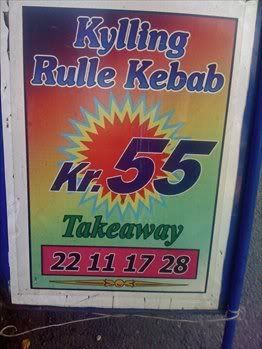 Kylling
Rulle Kebab
Kr. 55
Takeaway
22 11 17 28